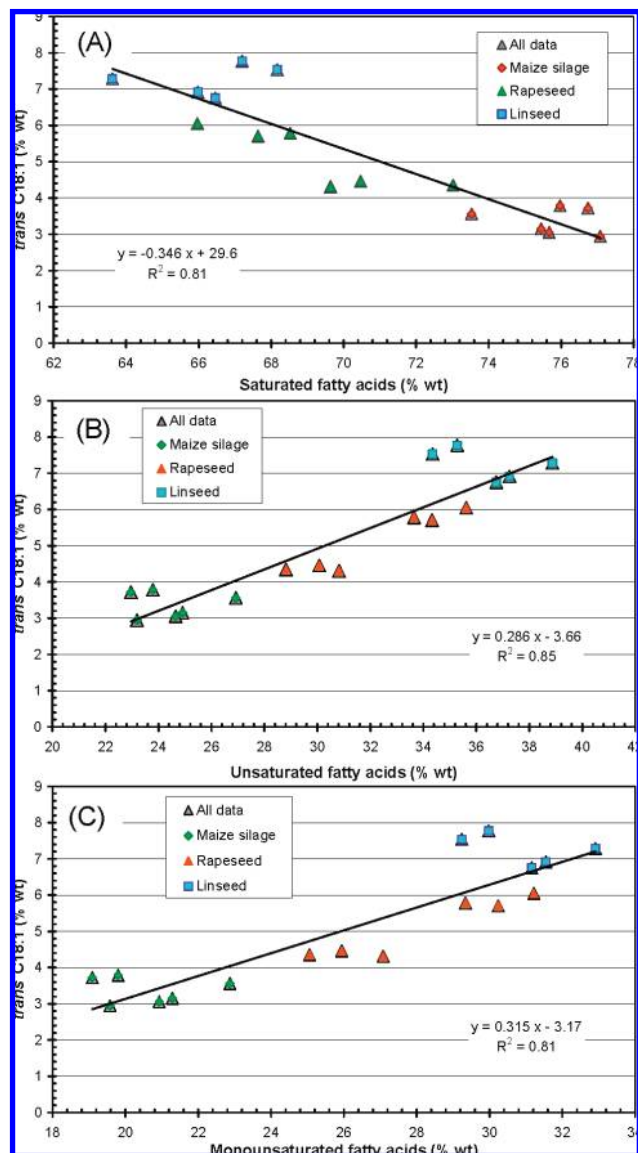 (A)
All data
Maize silage
Rapeseed
Linseed
9
8
7
6
5
4
3
2
1
0
trans C18:1 (% wt)
y = -0.346 x + 29.6
R² = 0.81
62 64 66 68 70 72 74 76 78
Saturated fatty acids (% wt)
(B)
All data
Maize silage
Rapeseed
Linseed
9
8
7
6
5
4
3
2
1
0
trans C18:1 (% wt)
y = 0.286 x - 3.66
R² = 0.85
20 22 24 26 28 30 32 34 36 38 40 42
Unsaturated fatty acids (% wt)
(C)
All data
Maize silage
Rapeseed
Linseed
9
8
7
6
5
4
3
2
1
0
trans C18:1 (% wt)
y = 0.315 x - 3.17
R² = 0.81
18 20 22 24 26 28 30 32 34
Monounsaturated fatty acids (% wt)